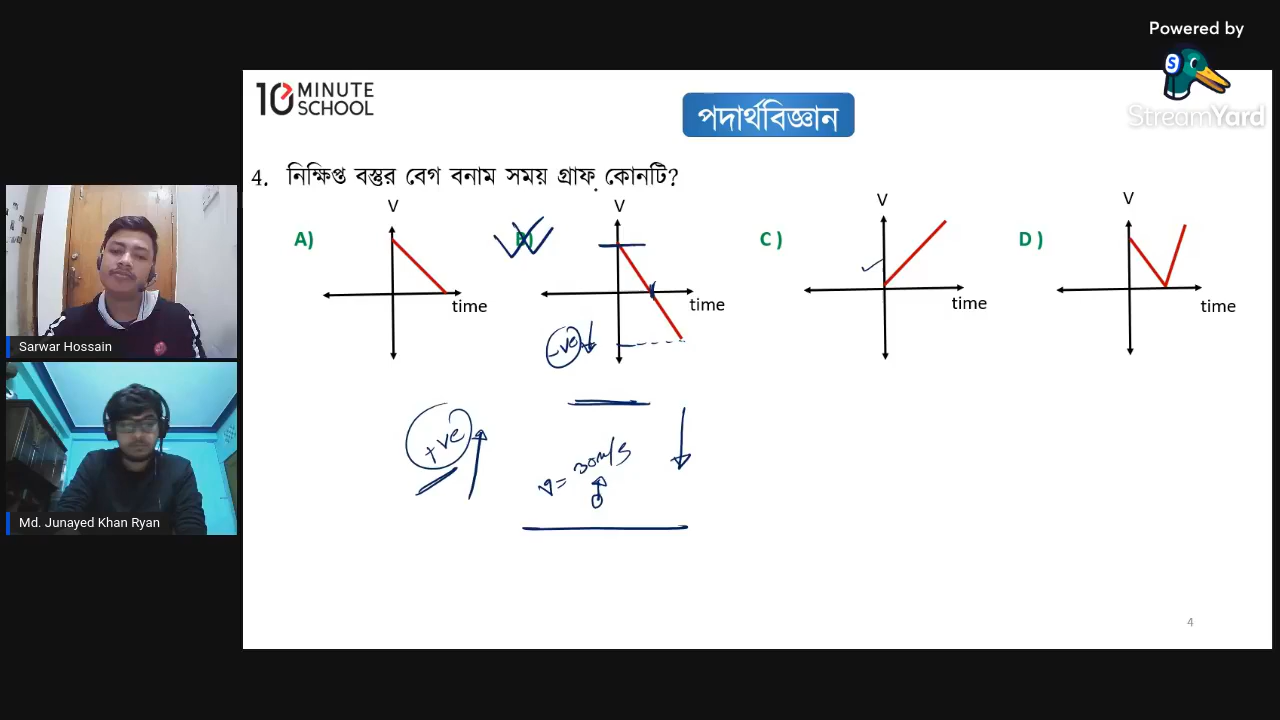 Powered by
StreamYard
10 MINUTE
SCHOOL
পদার্থবিজ্ঞান
4. নিক্ষিপ্ত বস্তুর বেগ বনাম সময় গ্রাফ কোনটি?
A)
V
time
B)
V
time
-ve
C )
V
time
D )
V
time
+ve
v = 30m/s
Sarwar Hossain
Md. Junayed Khan Ryan
4